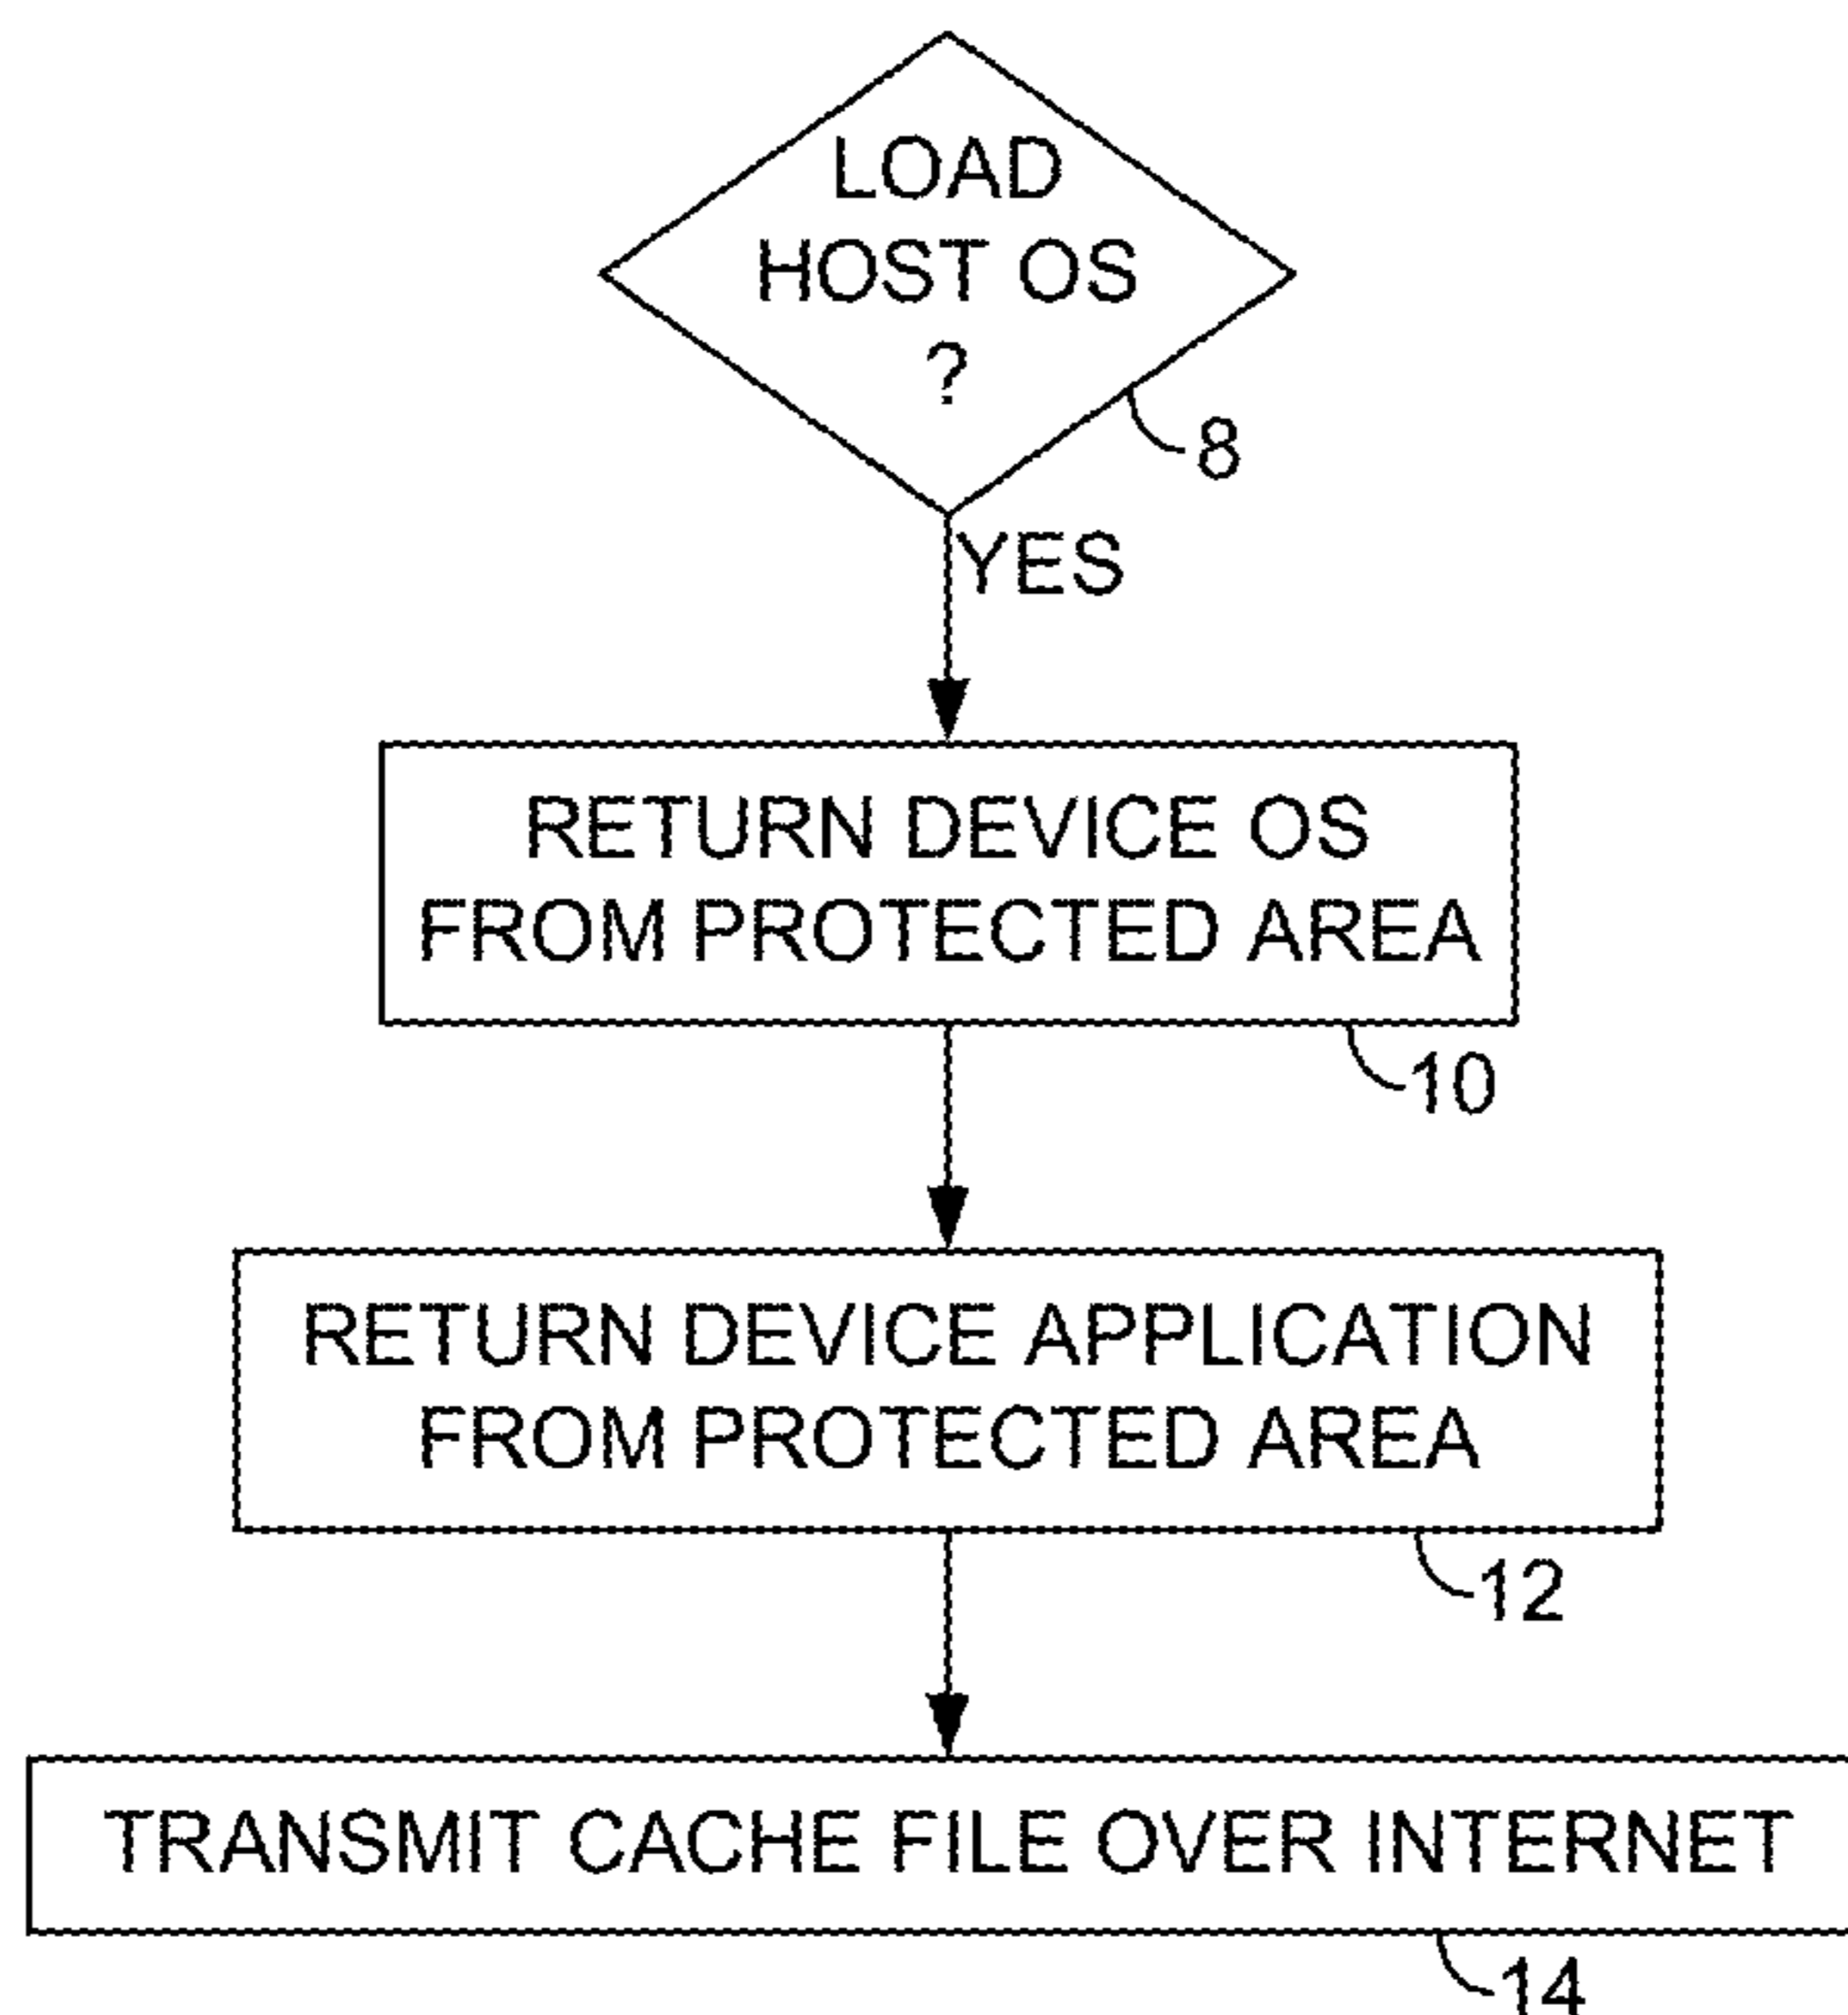 LOAD
HOST OS
?
8
YES
RETURN DEVICE OS
FROM PROTECTED AREA
10
RETURN DEVICE APPLICATION
FROM PROTECTED AREA
12
TRANSMIT CACHE FILE OVER INTERNET
14